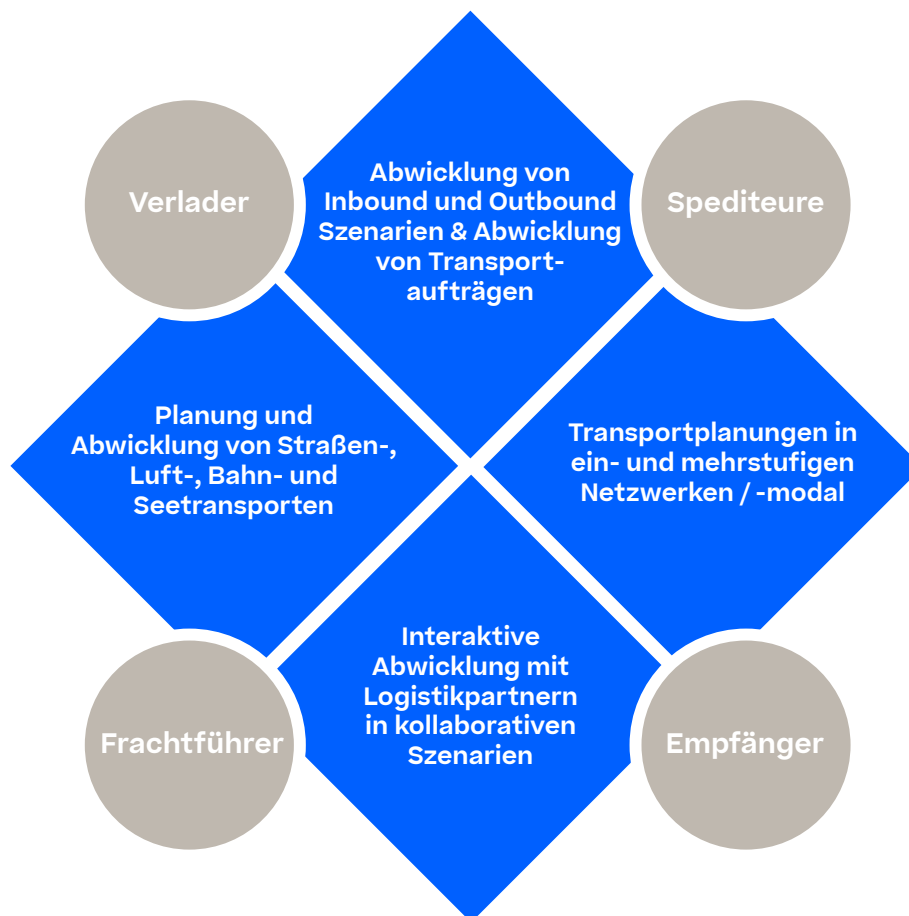 Verlader
Abwicklung von
Inbound und Outbound
Szenarien & Abwicklung
von Transport-
aufträgen
Spediteure
Planung und
Abwicklung von Straßen-,
Luft-, Bahn- und
Seetransporten
Transportplanungen in
ein- und mehrstufigen
Netzwerken / -modal
Frachtführer
Interaktive
Abwicklung mit
Logistikpartnern
in kollaborativen
Szenarien
Empfänger